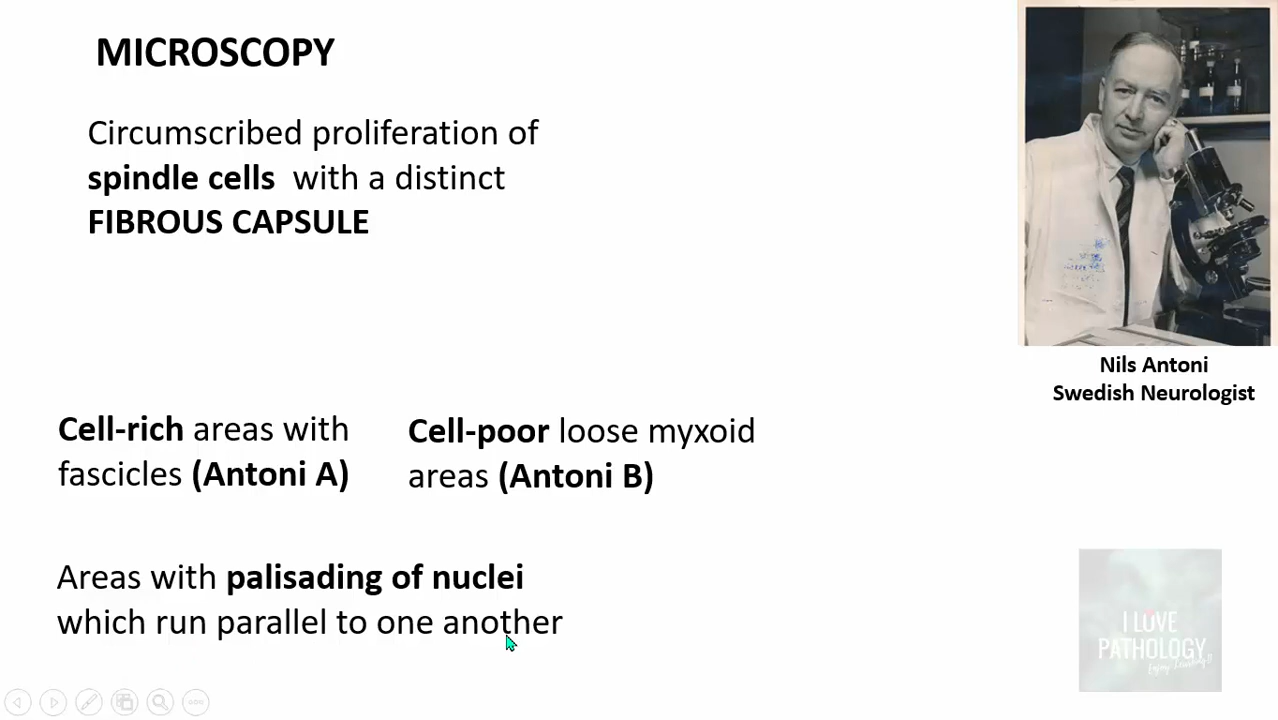 MICROSCOPY
Circumscribed proliferation of
spindle cells with a distinct
FIBROUS CAPSULE
Nils Antoni
Swedish Neurologist
Cell-rich areas with
fascicles (Antoni A)
Cell-poor loose myxoid
areas (Antoni B)
Areas with palisading of nuclei
which run parallel to one another
I LOVE
PATHOLOGY
Enjoy Learning!!